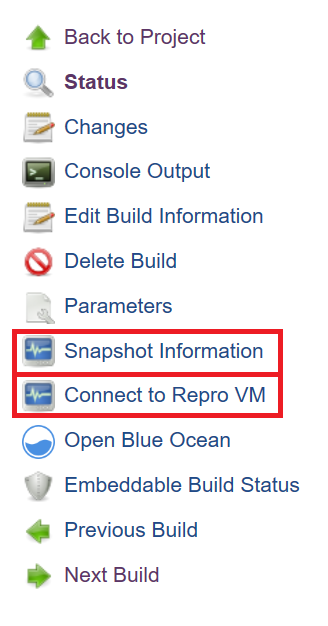 Back to Project
Status
Changes
Console Output
Edit Build Information
Delete Build
Parameters
Snapshot Information
Connect to Repro VM
Open Blue Ocean
Embeddable Build Status
Previous Build
Next Build